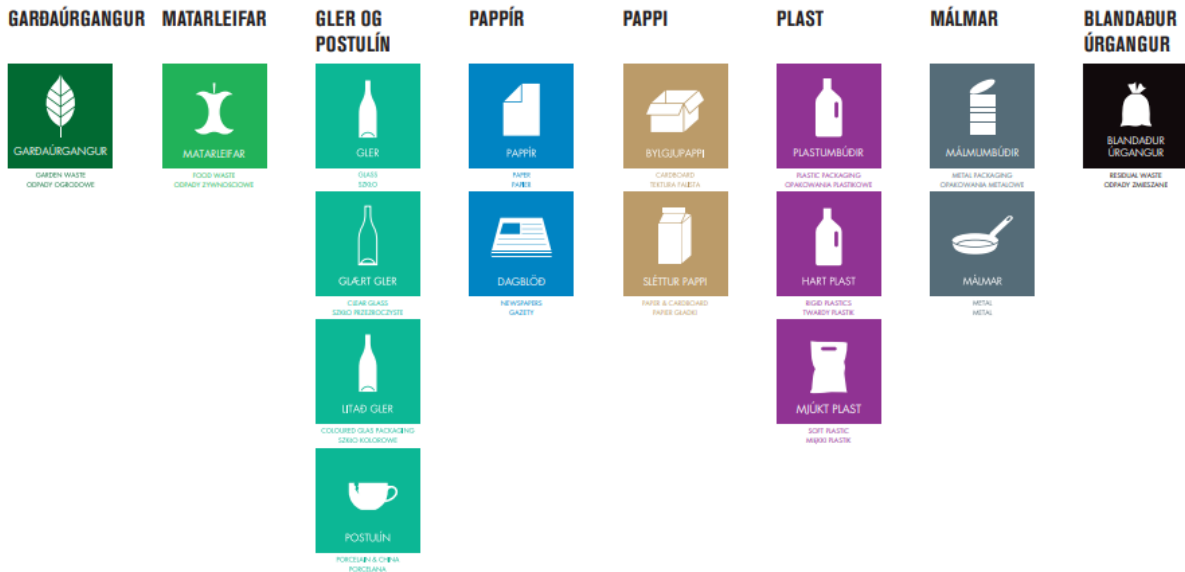 GARÐAÚRGANGUR
MATARLEIFAR
GLER OG
POSTULÍN
PAPPÍR
PAPPI
PLAST
MÁLMAR
BLANDAÐUR
ÚRGANGUR
GARÐAÚRGANGUR
GARDEN WASTE
ODPADY OGRODOWE
MATARLEIFAR
FOOD WASTE
ODPADY ŻYWNOŚCIOWE
GLER
GLASS
SZKŁO
GLÆRT GLER
CLEAR GLASS
SZKŁO PRZEZROCZYSTE
LITAÐ GLER
COLOURED GLAS PACKAGING
SZKŁO KOLOROWE
POSTULÍN
PORCELAIN & CHINA
PORCELANA
PAPPÍR
PAPER
PAPIER
DAGBLÖÐ
NEWSPAPERS
GAZETY
BYLGJUPAPPI
CARDBOARD
TEKTURA FALISTA
SLÉTTUR PAPPI
PAPER & CARDBOARD
PAPIER GŁADKI
PLASTUMBÚÐIR
PLASTIC PACKAGING
OPAKOWANIA PLASTIKOWE
HART PLAST
RIGID PLASTICS
TWARDY PLASTIK
MJÚKT PLAST
SOFT PLASTIC
MIĘKKI PLASTIK
MÁLMUMBÚÐIR
METAL PACKAGING
OPAKOWANIA METALOWE
MÁLMAR
METAL
METAL
BLANDAÐUR
ÚRGANGUR
RESIDUAL WASTE
ODPADY ZMIESZANE